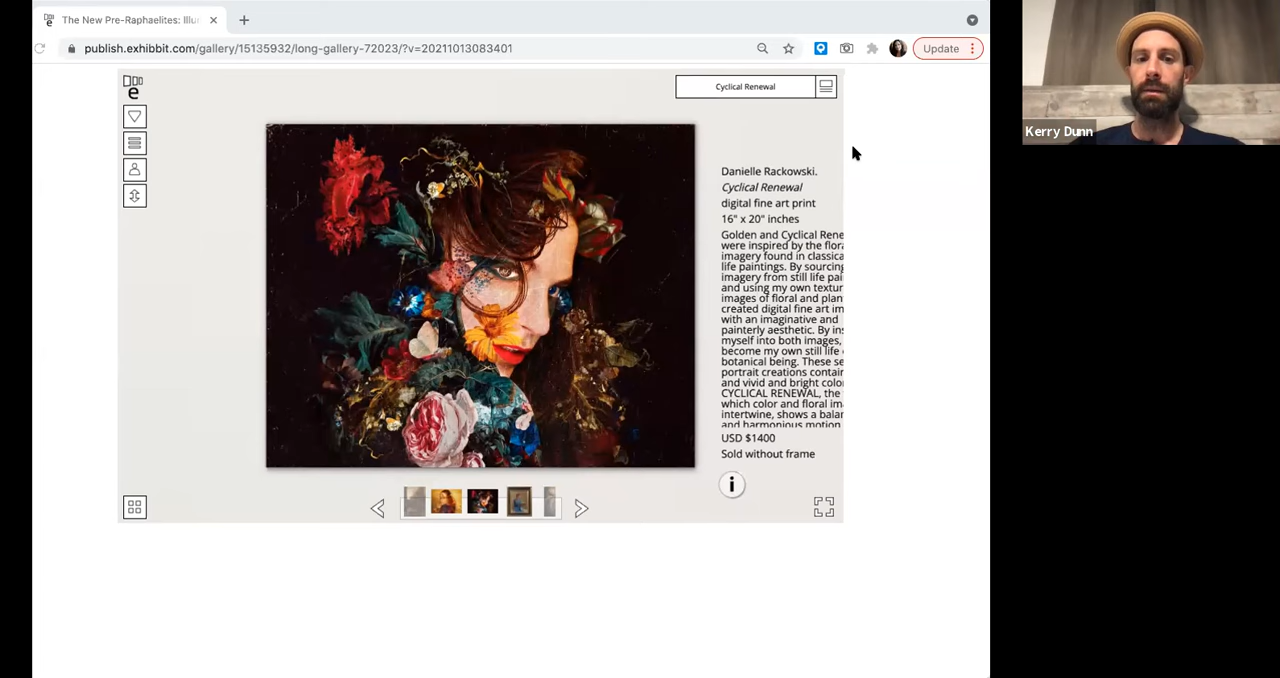 The New Pre-Raphaelites: Illu
publish.exhibbit.com/gallery/15135932/long-gallery-72023/?v=20211013083401
Update
e
Cyclical Renewal
Kerry Dunn
Danielle Rackowski.
Cyclical Renewal
digital fine art print
16" x 20" inches
Golden and Cyclical Rene
were inspired by the flora
imagery found in classica
life paintings. By sourcing
imagery from still life pai
and using my own textur
images of floral and plan
created digital fine art im
with an imaginative and
painterly aesthetic. By ins
myself into both images,
become my own still life
botanical being. These se
portrait creations contain
and vivid and bright color
CYCLICAL RENEWAL, the
which color and floral im
intertwine, shows a balan
and harmonious motion
USD $1400
Sold without frame
i